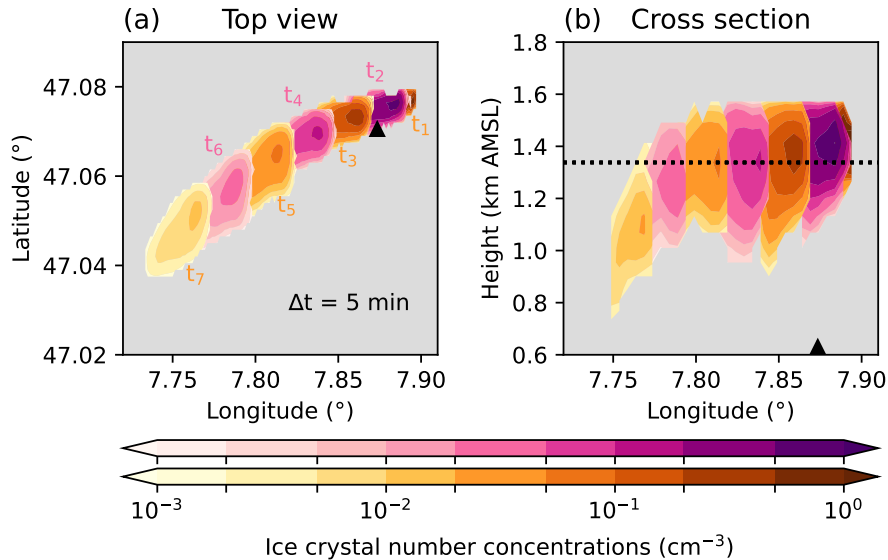 (a) Top view
(b) Cross section
47.08
47.06
47.04
47.02
Latitude (°)
t₂
t₄
t₁
t₆
t₃
t₅
t₇
Δt = 5 min
7.75 7.80 7.85 7.90
Longitude (°)
1.8
1.6
1.4
1.2
1.0
0.8
0.6
Height (km AMSL)
7.75 7.80 7.85 7.90
Longitude (°)
10⁻³ 10⁻² 10⁻¹ 10⁰
Ice crystal number concentrations (cm⁻³)